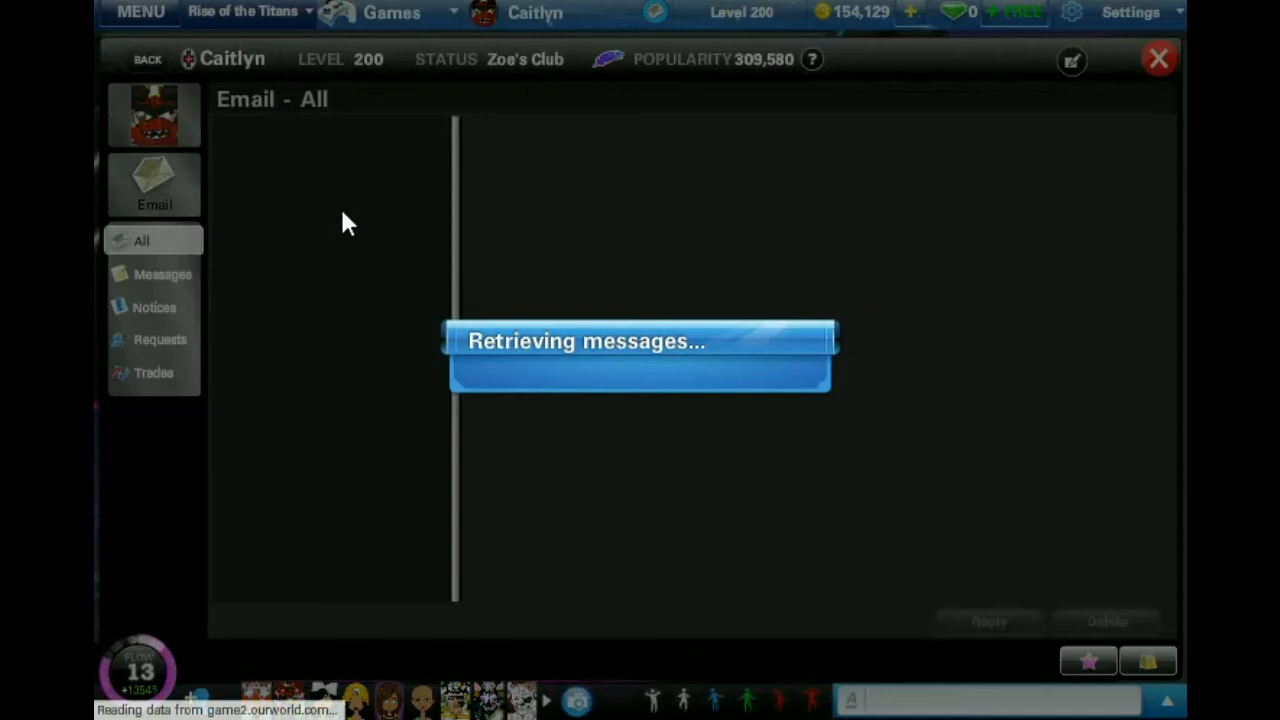 MENU Rise of the Titans Games Caitlyn Level 200 154,129 + 0 + FREE Settings
BACK Caitlyn LEVEL 200 STATUS Zoe's Club POPULARITY 309,580 ?
Email - All
Email
All
Messages
Notices
Requests
Trades
Retrieving messages...
Reply Delete
FLOW
13
+13545
A
Reading data from game2.ourworld.com...